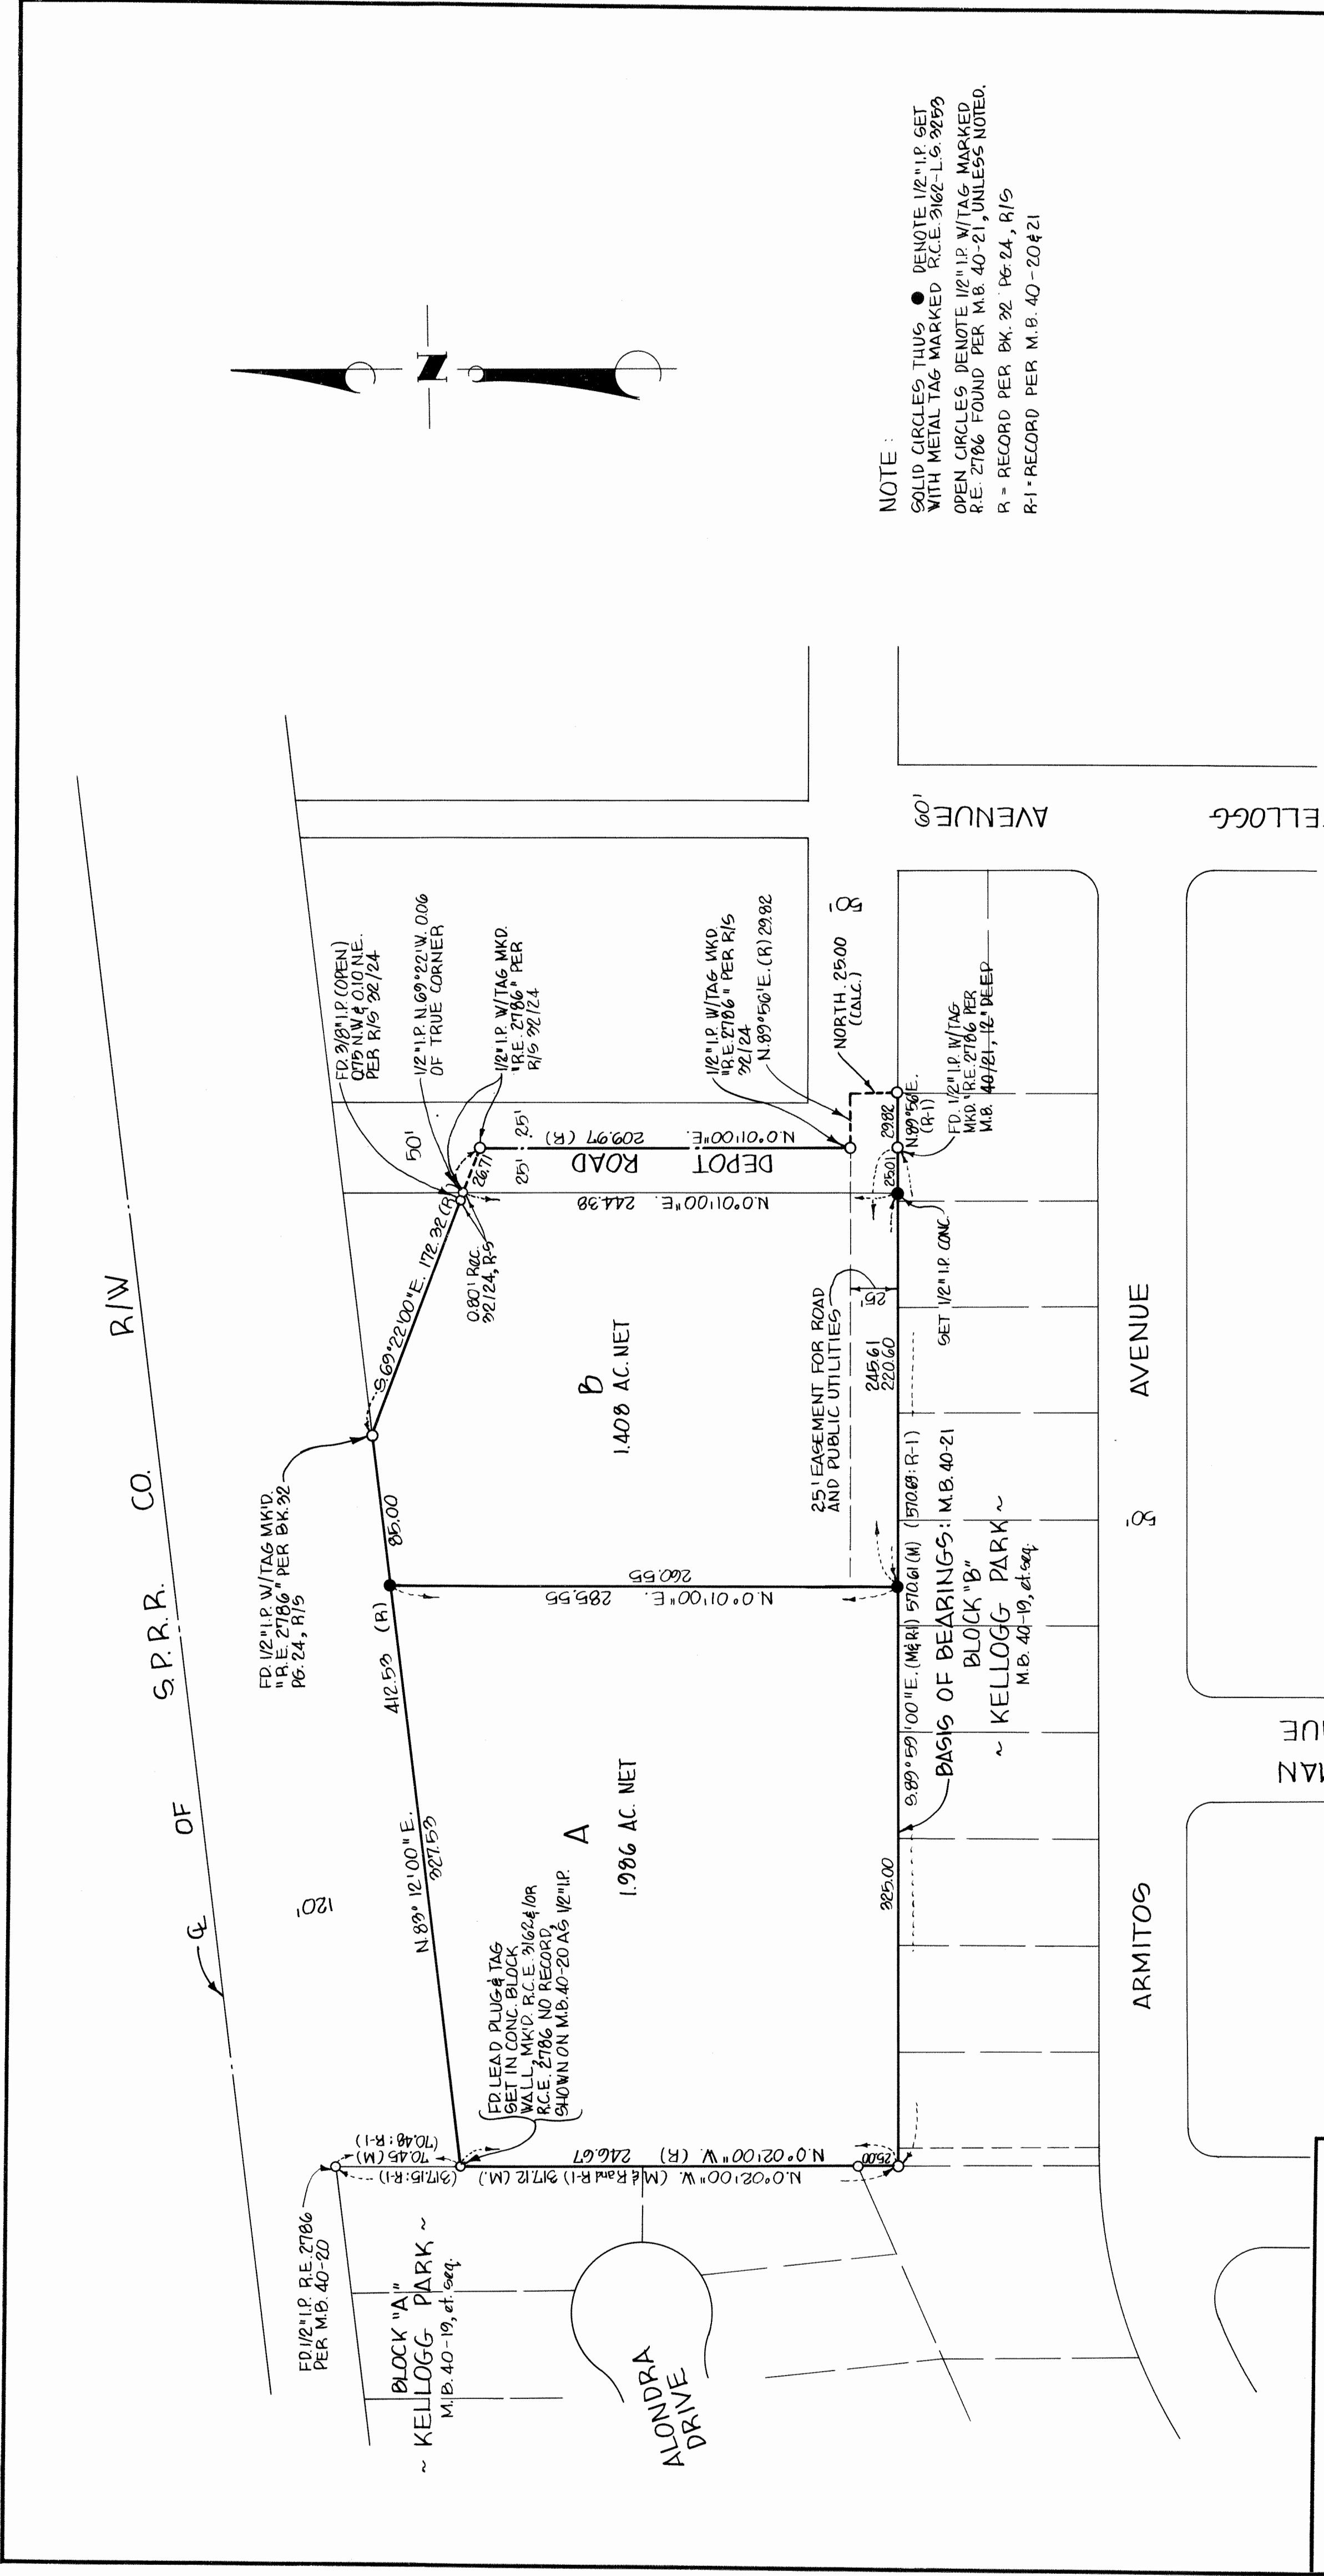 R/W
CO.
S.P.R.R.
OF
℄
120'
FD. 1/2" I.P. R.E. 2786
PER M.B. 40-20
BLOCK "A"
~ KELLOGG PARK ~
M.B. 40-19, et. seq.
ALONDRA
DRIVE
(70.48: R-1)
70.45 (M)
(317.15: R-1)
N.0°02'00" W. (M & R and R-1) 317.12 (M.)
N.0°02'00" W. (R) 246.67
25.00
FD. LEAD PLUG & TAG
SET IN CONC. BLOCK
WALL, MK'D. R.C.E. 3162 &/OR
R.C.E. 2786 NO RECORD,
SHOWN ON M.B. 40-20 AS 1/2" I.P.
N.83°12'00" E.
327.53
412.53 (R)
85.00
A
1.986 AC. NET
FD. 1/2" I.P. W/TAG MK'D.
"R.E. 2786" PER BK. 32
PG. 24, R/S
S.69°22'00" E. 172.32 (R)
N.0°01'00" E. 285.55
260.55
B
1.408 AC. NET
0.80' REC.
32/24, R-S
FD. 3/8" I.P. (OPEN)
0.75 N.W. & 0.10 N.E.
PER R/S 32/24
1/2" I.P. N.69°22'W. 0.06
OF TRUE CORNER
1/2" I.P. W/TAG MKD.
"R.E. 2786" PER
R/S 32/24
50'
26.71
25'
25'
N.0°01'00" E. 244.38
DEPOT ROAD
N.0°01'00" E. 209.97 (R)
1/2" I.P. W/TAG MKD.
"R.E. 2786" PER R/S
32/24
N.89°56' E. (R) 29.82
NORTH. 25.00
(CALC.)
50'
25' EASEMENT FOR ROAD
AND PUBLIC UTILITIES
25'
245.61
220.60
25.01
29.82
N.89°56' E.
(R-1)
FD. 1/2" I.P. W/TAG
MKD. "R.E. 2786 PER
M.B. 40/21, 12" DEEP
SET 1/2" I.P. CONC.
325.00
S.89°59'00" E. (M&R1) 570.61 (M) (570.69: R-1)
BASIS OF BEARINGS: M.B. 40-21
BLOCK "B"
~ KELLOGG PARK ~
M.B. 40-19, et. seq.
ARMITOS AVENUE
50'
60'
AVENUE
ELLOGG
MAN
UE
NOTE:
SOLID CIRCLES THUS ● DENOTE 1/2" I.P. SET
WITH METAL TAG MARKED R.C.E. 3162-L.S. 3253
OPEN CIRCLES DENOTE 1/2" I.P. W/TAG MARKED
R.E. 2786 FOUND PER M.B. 40-21, UNLESS NOTED.
R = RECORD PER BK. 32 PG. 24, R/S
R-1 = RECORD PER M.B. 40-20 & 21
N